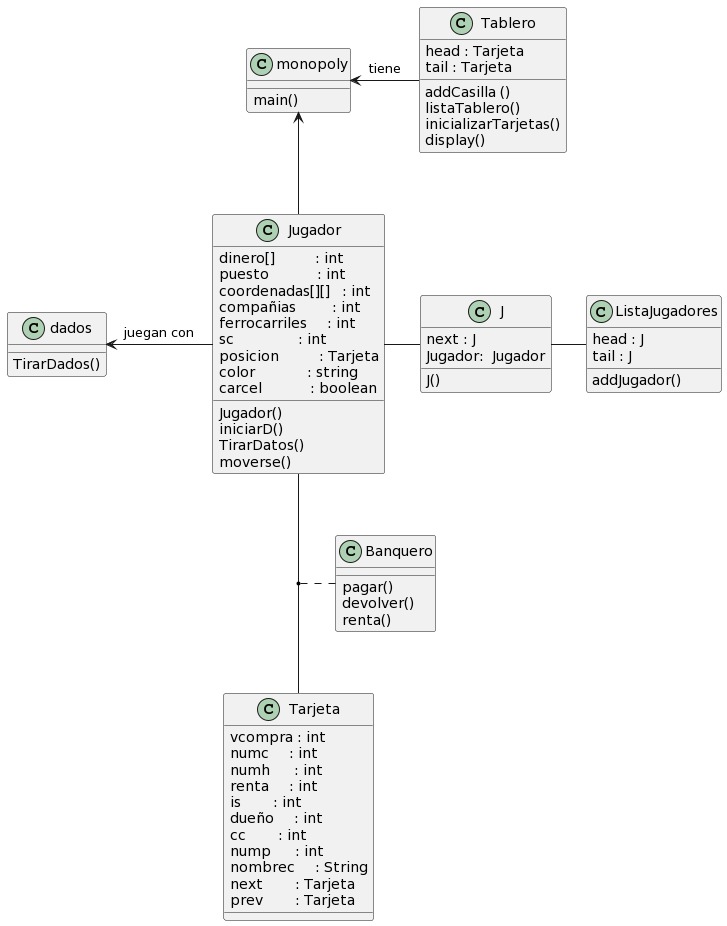 C Tablero
head : Tarjeta
tail : Tarjeta
addCasilla ()
listaTablero()
inicializarTarjetas()
display()
C monopoly
main()
tiene
C Jugador
dinero[] : int
puesto : int
coordenadas[][] : int
compañias : int
ferrocarriles : int
sc : int
posicion : Tarjeta
color : string
carcel : boolean
Jugador()
iniciarD()
TirarDatos()
moverse()
C dados
TirarDados()
juegan con
C J
next : J
Jugador: Jugador
J()
C ListaJugadores
head : J
tail : J
addJugador()
C Banquero
pagar()
devolver()
renta()
C Tarjeta
vcompra : int
numc : int
numh : int
renta : int
is : int
dueño : int
cc : int
nump : int
nombrec : String
next : Tarjeta
prev : Tarjeta